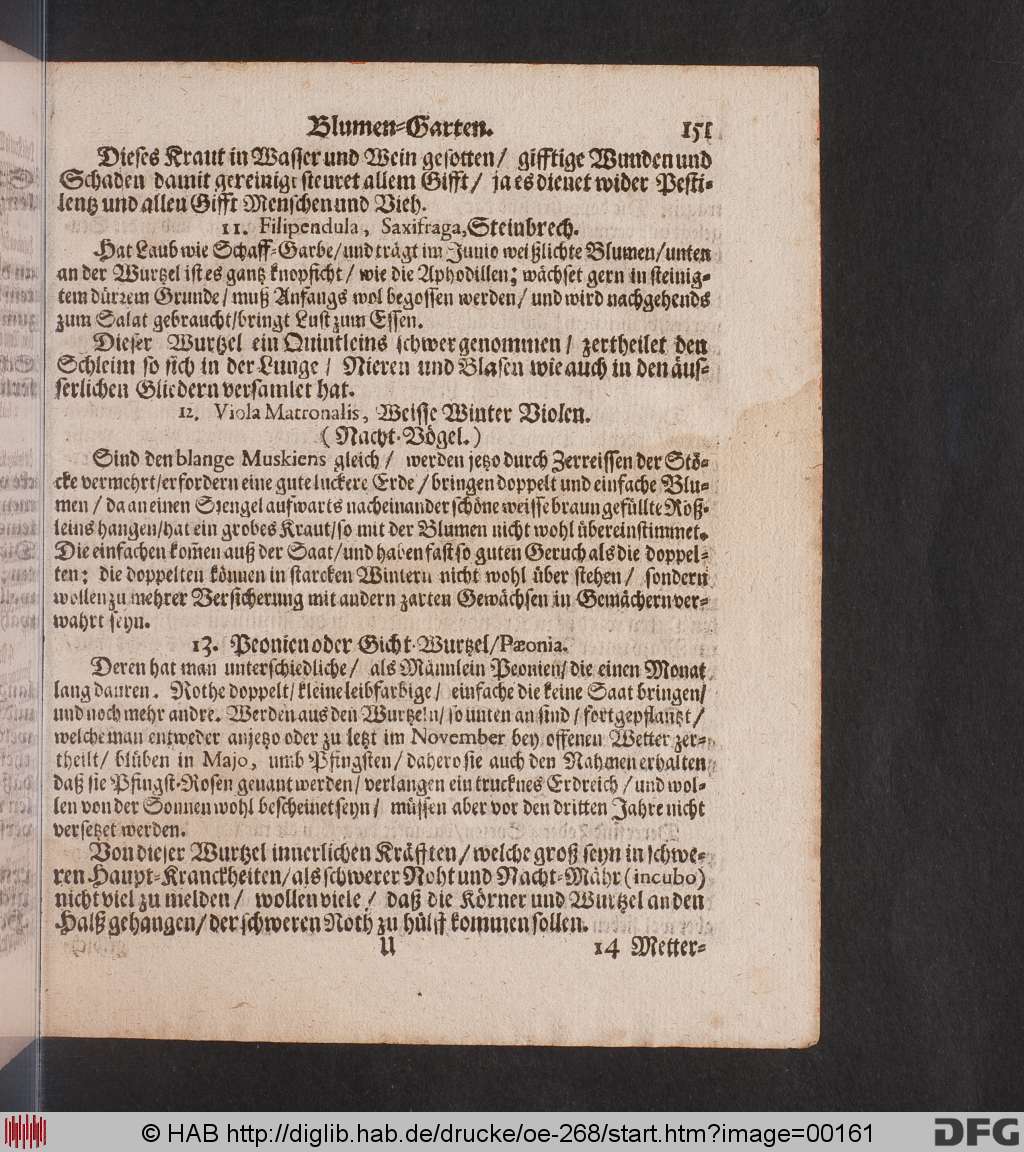 Blumen-Garten. 151
Dieses Kraut in Wasser und Wein gesotten/ gifftige Wunden und
Schaden damit gereiniget steuret allem Gifft/ ja es dienet wider Pesti-
lentz und allen Gifft Menschen und Vieh.
11. Filipendula, Saxifraga, Steinbrech.
Hat Laub wie Schaff-Garbe/ und trägt im Junio weißlichte Blumen/ unten
an der Wurtzel ist es gantz knopficht/ wie die Aphodillen; wächset gern in steinig-
tem dürrem Grunde/ muß Anfangs wol begossen werden/ und wird nachgehends
zum Salat gebraucht/ bringt Lust zum Essen.
Dieser Wurtzel ein Quintleins schwer genommen/ zertheilet den
Schleim so sich in der Lunge/ Nieren und Blasen wie auch in den äus-
serlichen Gliedern versamlet hat.
12. Viola Matronalis, Weisse Winter Violen.
(Nacht-Vögel.)
Sind den blange Muskiens gleich/ werden jetzo durch Zerreissen der Stö-
cke vermehrt/ erfordern eine gute luckere Erde/ bringen doppelt und einfache Blu-
men/ da an einen Stengel aufwarts nacheinander schöne weisse braun gefüllte Röß-
leins hangen/ hat ein grobes Kraut/ so mit der Blumen nicht wohl übereinstimmet.
Die einfachen komen auß der Saat/ und haben fast so guten Geruch als die doppel-
ten: die doppelten können in starcken Wintern nicht wohl über stehen/ sondern
wollen zu mehrer Versicherung mit andern zarten Gewächsen in Gemächern ver-
wahrt seyn.
13. Peonien oder Gicht-Wurtzel/ Pæonia.
Deren hat man unterschiedliche/ als Männlein Peonien/ die einen Monat
lang dauren. Rothe doppelt/ kleine leibfarbige/ einfache die keine Saat bringen/
und noch mehr andre. Werden aus den Wurtzeln/ so unten an sind/ fortgepflantzt/
welche man entweder anjetzo oder zu letzt im November bey offenen Wetter zer-
theilt/ blüben in Majo, umb Pfingsten/ dahero sie auch den Nahmen erhalten
daß sie Pfingst-Rosen genant werden/ verlangen ein trucknes Erdreich/ und wol-
len von der Sonnen wohl bescheinet seyn/ müssen aber vor den dritten Jahre nicht
versetzet werden.
Von dieser Wurtzel innerlichen Kräfften/ welche groß seyn in schwe-
ren Haupt-Kranckheiten/ als schwerer Noht und Nacht-Mähr (incubo)
nicht viel zu melden/ wollen viele/ daß die Körner und Wurtzel an den
Halß gehangen/ der schweren Noth zu hülff kommen sollen.
U 14 Metter-
© HAB http://diglib.hab.de/drucke/oe-268/start.htm?image=00161
DFG